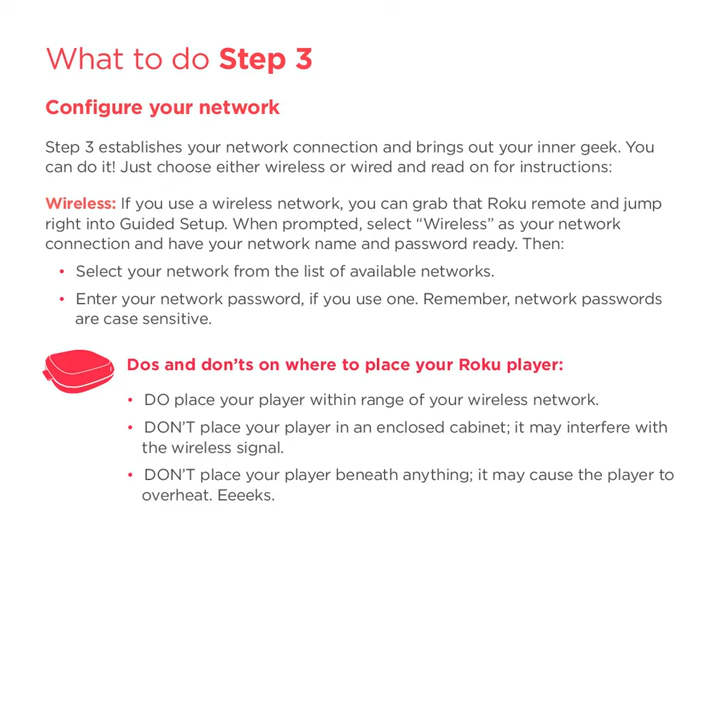 What to do Step 3
Configure your network
Step 3 establishes your network connection and brings out your inner geek. You
can do it! Just choose either wireless or wired and read on for instructions:
Wireless: If you use a wireless network, you can grab that Roku remote and jump
right into Guided Setup. When prompted, select “Wireless” as your network
connection and have your network name and password ready. Then:
• Select your network from the list of available networks.
• Enter your network password, if you use one. Remember, network passwords
are case sensitive.
Dos and don’ts on where to place your Roku player:
• DO place your player within range of your wireless network.
• DON’T place your player in an enclosed cabinet; it may interfere with
the wireless signal.
• DON’T place your player beneath anything; it may cause the player to
overheat. Eeeeks.